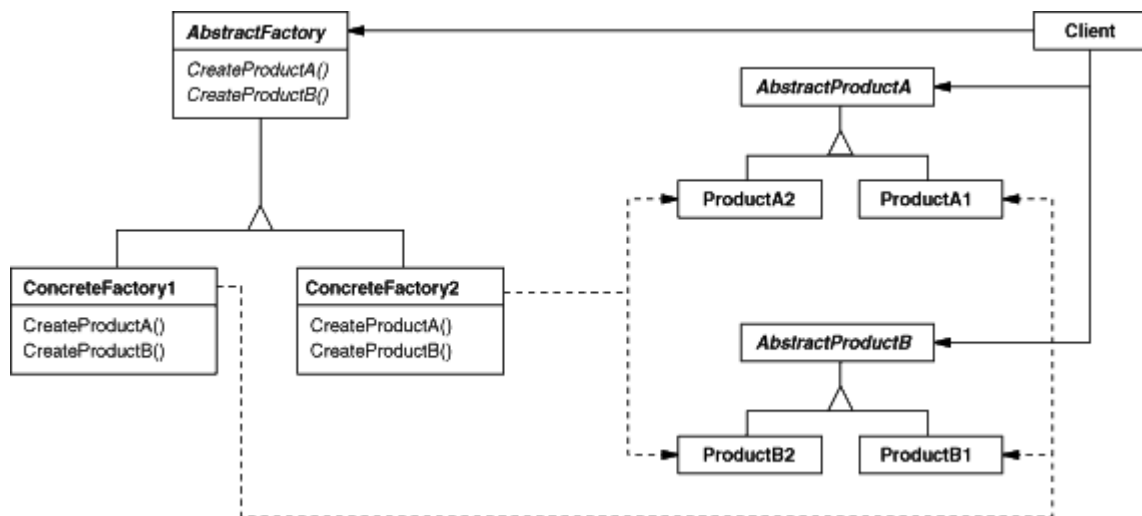 AbstractFactory
CreateProductA()
CreateProductB()
Client
AbstractProductA
ProductA2
ProductA1
ConcreteFactory1
CreateProductA()
CreateProductB()
ConcreteFactory2
CreateProductA()
CreateProductB()
AbstractProductB
ProductB2
ProductB1